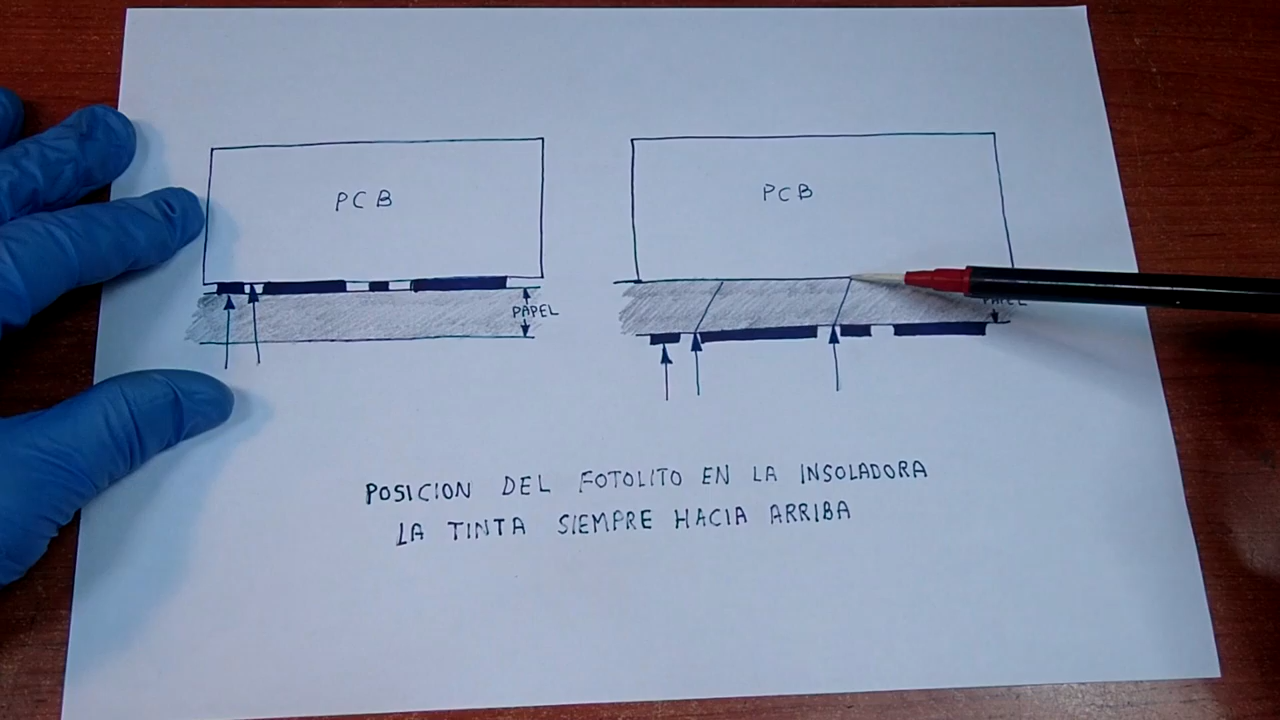 PCB
PCB
PAPEL
PAPEL
POSICION DEL FOTOLITO EN LA INSOLADORA
LA TINTA SIEMPRE HACIA ARRIBA